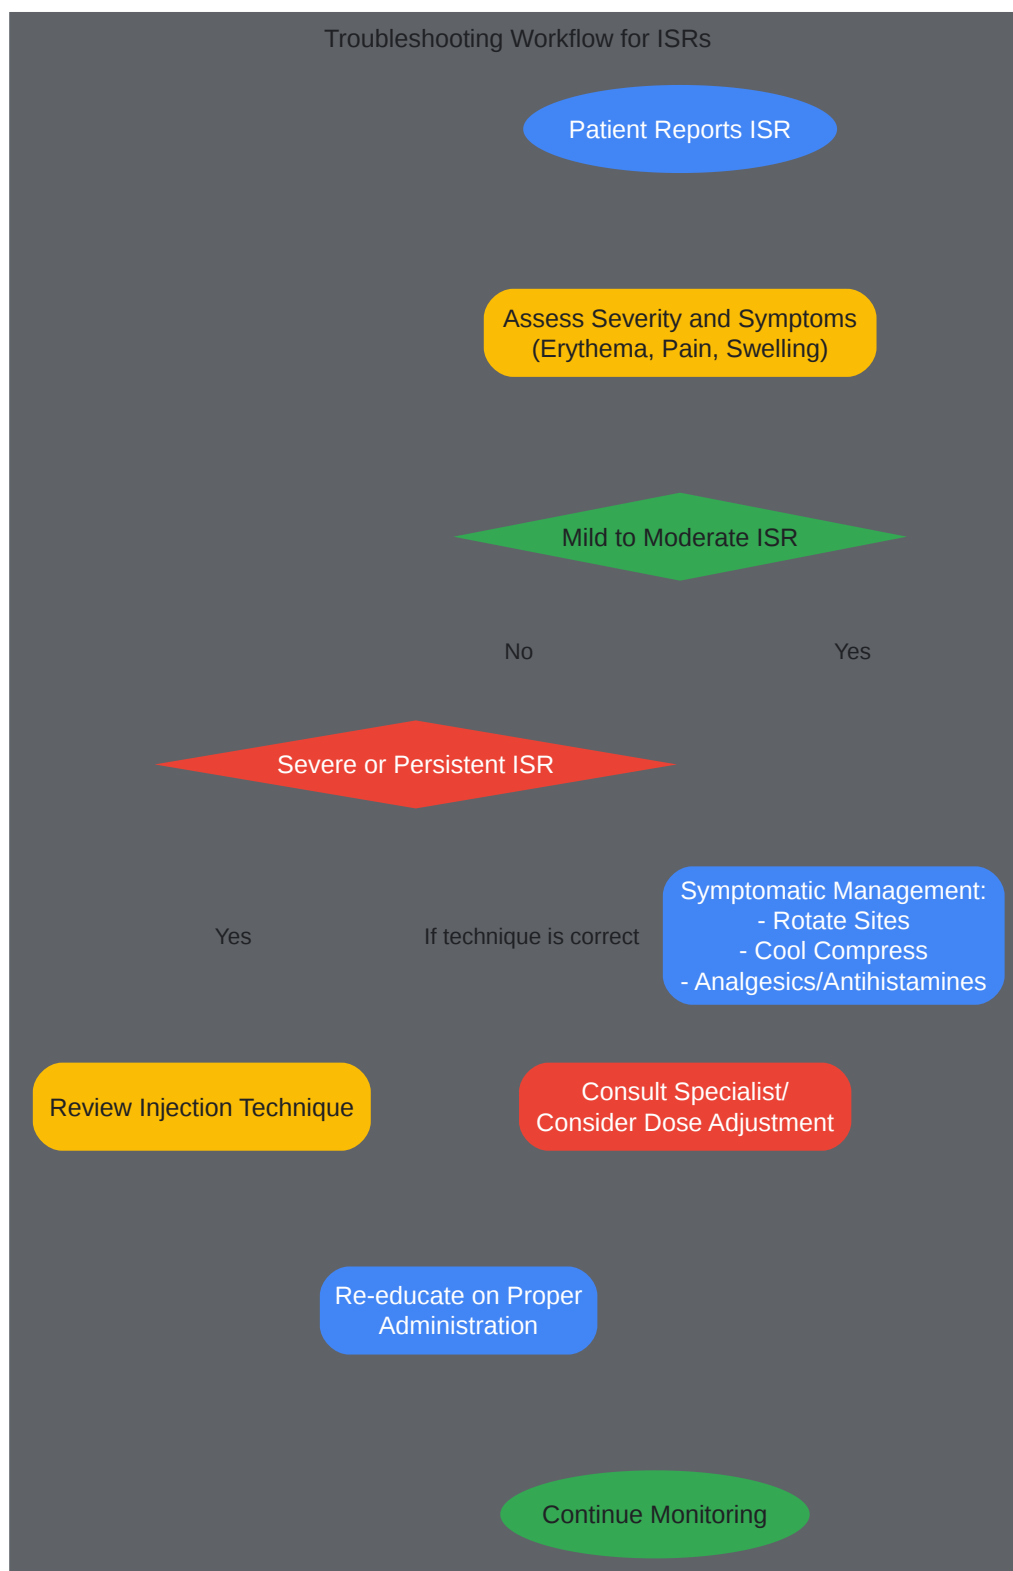 Troubleshooting Workflow for ISRs
Patient Reports ISR
Assess Severity and Symptoms
(Erythema, Pain, Swelling)
Mild to Moderate ISR
No
Yes
Severe or Persistent ISR
Symptomatic Management:
- Rotate Sites
- Cool Compress
- Analgesics/Antihistamines
Yes
If technique is correct
Review Injection Technique
Consult Specialist/
Consider Dose Adjustment
Re-educate on Proper
Administration
Continue Monitoring